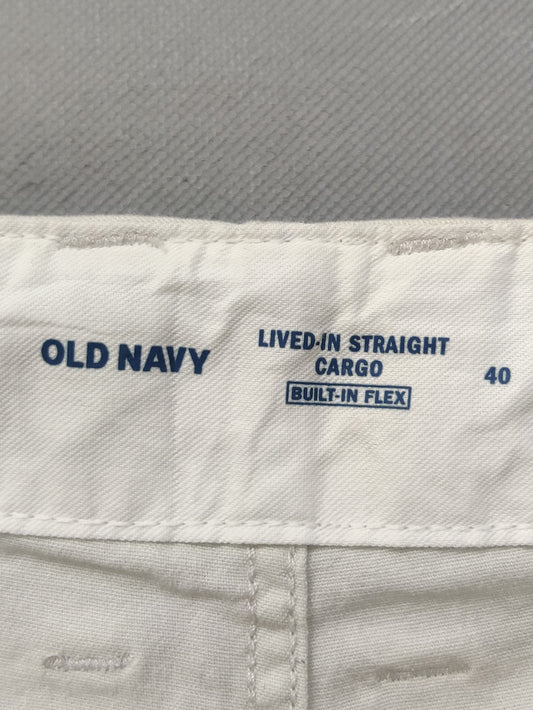 OLD NAVY
LIVED-IN STRAIGHT
CARGO
BUILT-IN FLEX
40